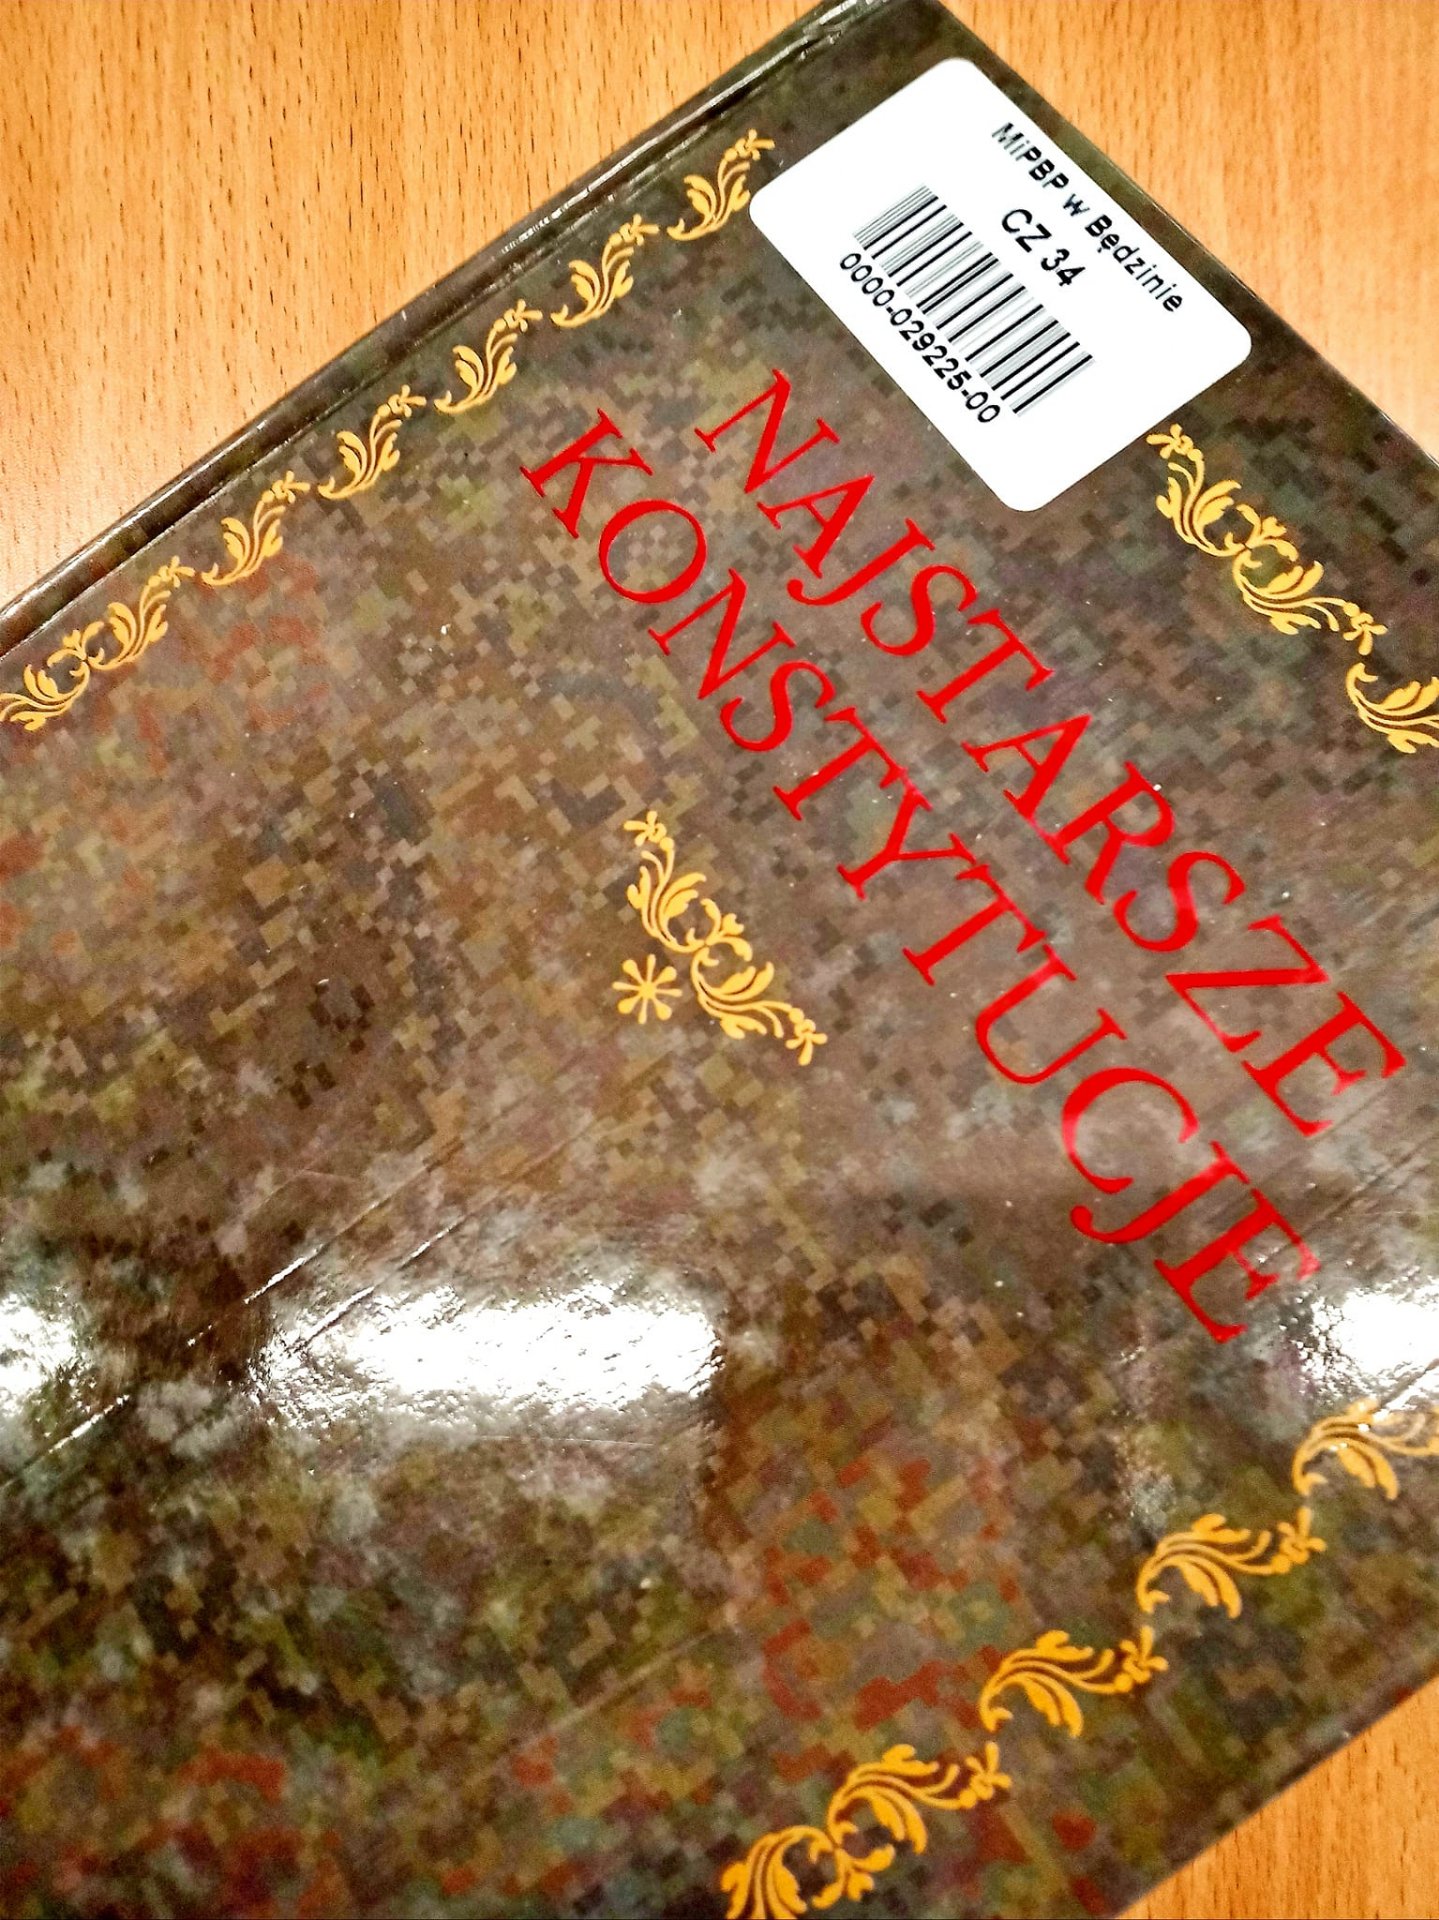 MiPBP w Będzinie
CZ 34
0000-029225-00
NAJSTARSZE
KONSTYTUCJE